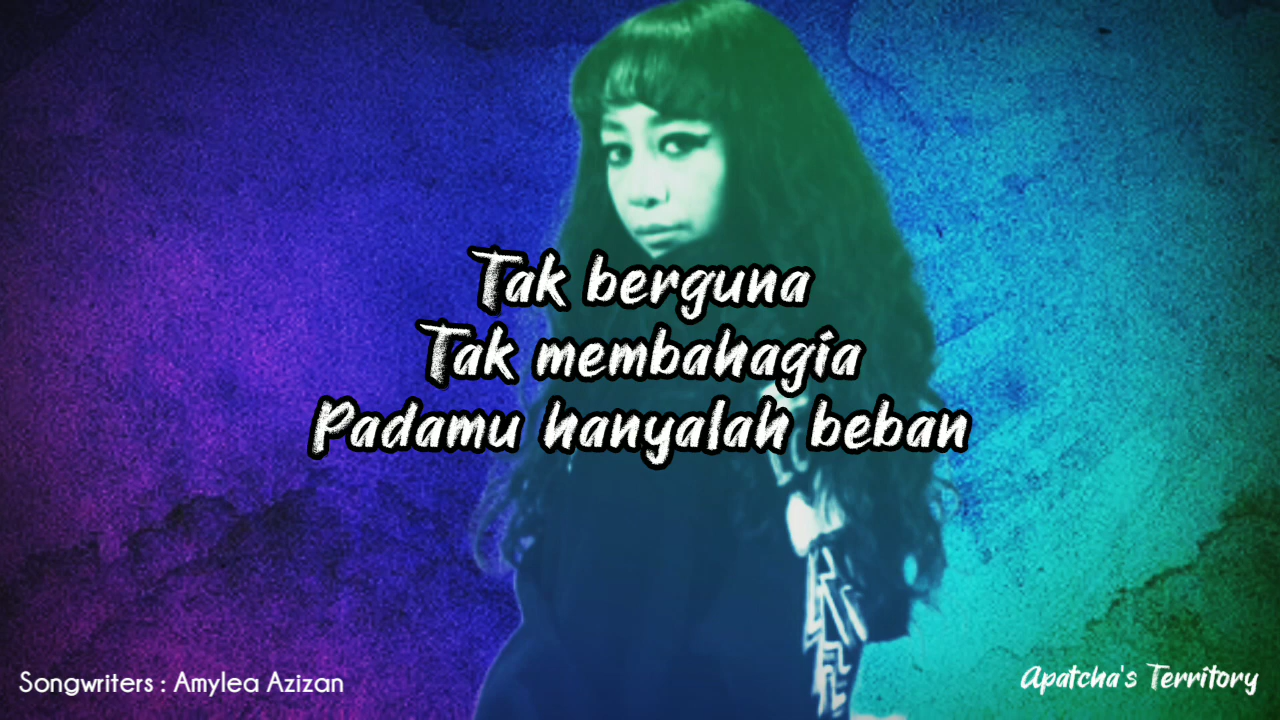 Tak berguna
Tak membahagia
Padamu hanyalah beban
Songwriters : Amylea Azizan
Apatcha's Territory